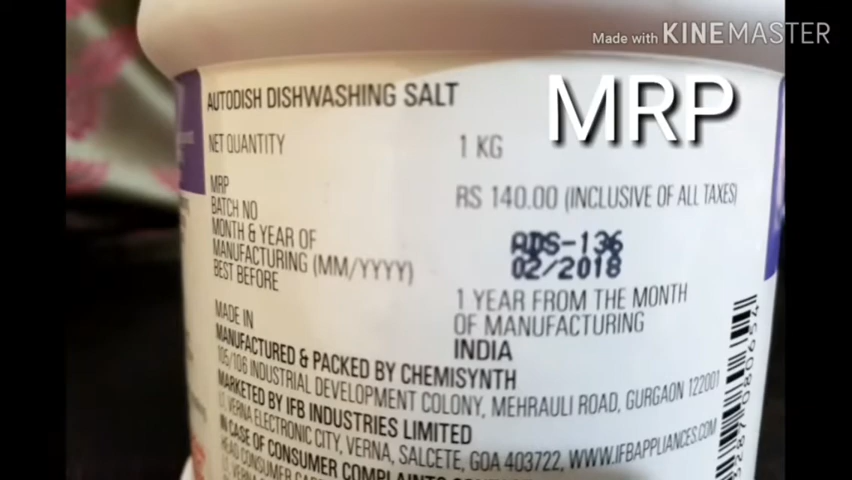 Made with KINEMASTER
MRP
AUTODISH DISHWASHING SALT
NET QUANTITY 1 KG
MRP RS 140.00 (INCLUSIVE OF ALL TAXES)
BATCH NO ADS-136
MONTH & YEAR OF
MANUFACTURING (MM/YYYY) 02/2018
BEST BEFORE 1 YEAR FROM THE MONTH
OF MANUFACTURING
MADE IN INDIA
MANUFACTURED & PACKED BY CHEMISYNTH
105/106 INDUSTRIAL DEVELOPMENT COLONY, MEHRAULI ROAD, GURGAON 122001
MARKETED BY IFB INDUSTRIES LIMITED
VERNA ELECTRONIC CITY, VERNA, SALCETE, GOA 403722, WWW.IFBAPPLIANCES.COM
IN CASE OF CONSUMER COMPLAINTS
HEAD CONSUMER